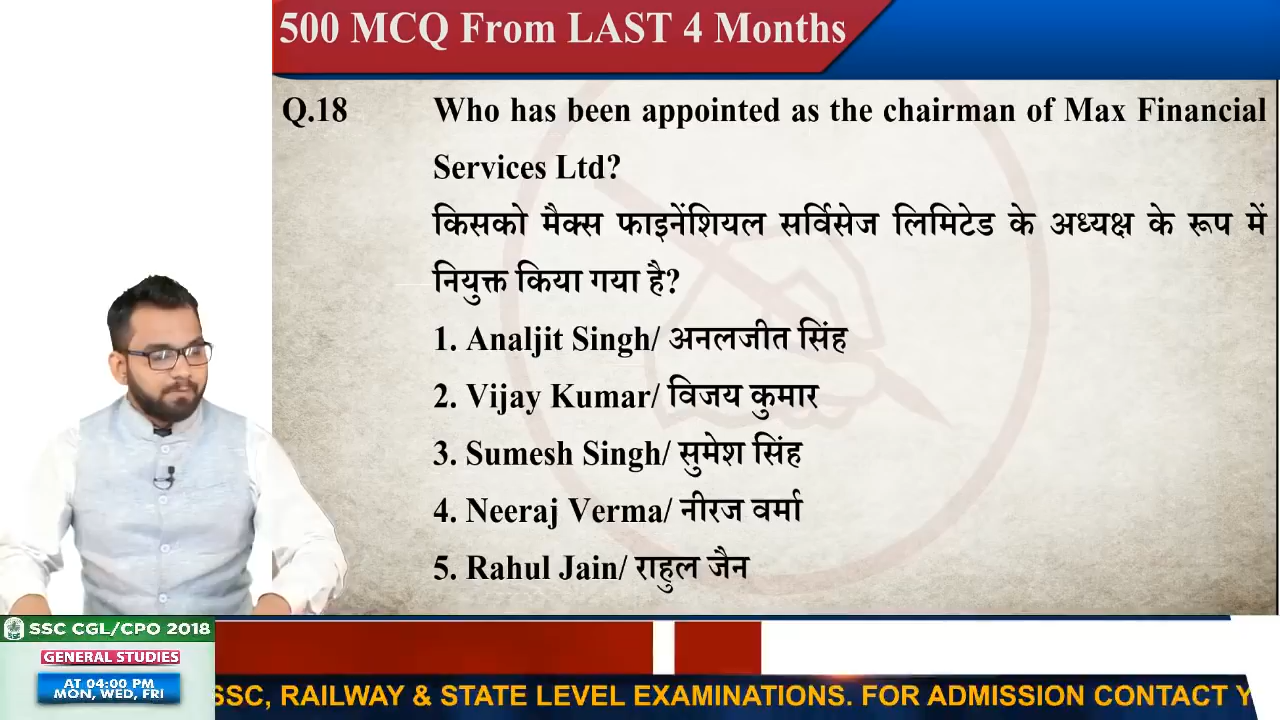 500 MCQ From LAST 4 Months
Q.18 Who has been appointed as the chairman of Max Financial
Services Ltd?
किसको मैक्स फाइनेंशियल सर्विसेज लिमिटेड के अध्यक्ष के रूप में
नियुक्त किया गया है?
1. Analjit Singh/ अनलजीत सिंह
2. Vijay Kumar/ विजय कुमार
3. Sumesh Singh/ सुमेश सिंह
4. Neeraj Verma/ नीरज वर्मा
5. Rahul Jain/ राहुल जैन
SSC CGL/CPO 2018
GENERAL STUDIES
AT 04:00 PM
MON, WED, FRI
SSC, RAILWAY & STATE LEVEL EXAMINATIONS. FOR ADMISSION CONTACT Y